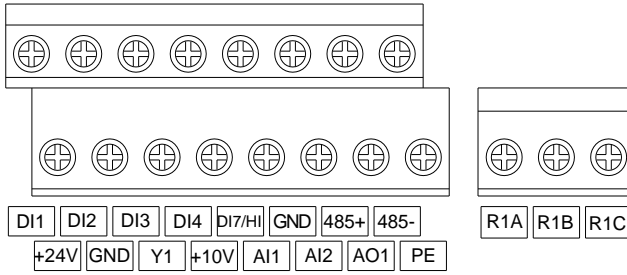 DI1 DI2 DI3 DI4 DI7/HI GND 485+ 485- R1A R1B R1C
+24V GND Y1 +10V AI1 AI2 AO1 PE